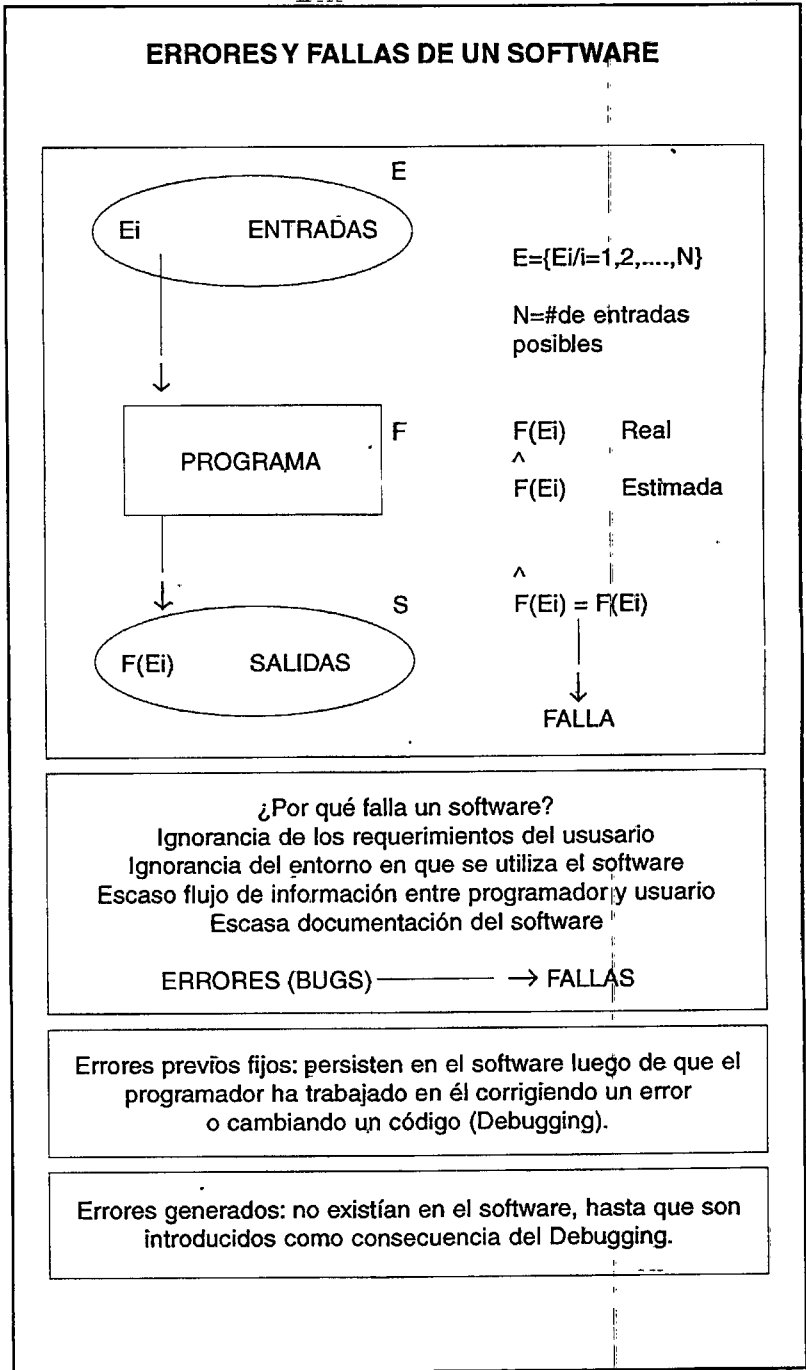 ERRORES Y FALLAS DE UN SOFTWARE
E
Ei ENTRADAS
E={Ei/i=1,2,....,N}
N=#de entradas
posibles
PROGRAMA
F
F(Ei) Real
^
F(Ei) Estimada
^
F(Ei) = F(Ei)
S
F(Ei) SALIDAS
FALLA
¿Por qué falla un software?
Ignorancia de los requerimientos del ususario
Ignorancia del entorno en que se utiliza el software
Escaso flujo de información entre programador y usuario
Escasa documentación del software
ERRORES (BUGS) → FALLAS
Errores previos fijos: persisten en el software luego de que el
programador ha trabajado en él corrigiendo un error
o cambiando un código (Debugging).
Errores generados: no existían en el software, hasta que son
introducidos como consecuencia del Debugging.